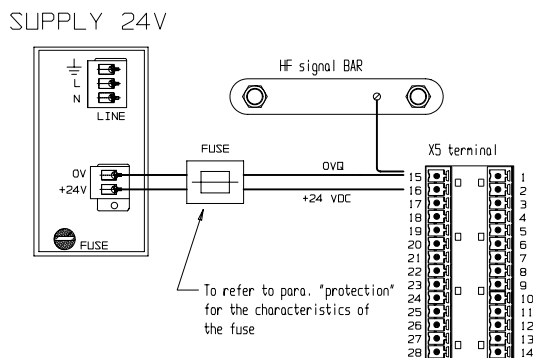 SUPPLY 24V
HF signal BAR
L
N
LINE
X5 terminal
FUSE
0V
0VQ
+24V
+24 VDC
FUSE
To refer to para. "protection"
for the characteristics of
the fuse
15 1
16 2
17 3
18 4
19 5
20 6
21 7
22 8
23 9
24 10
25 11
26 12
27 13
28 14